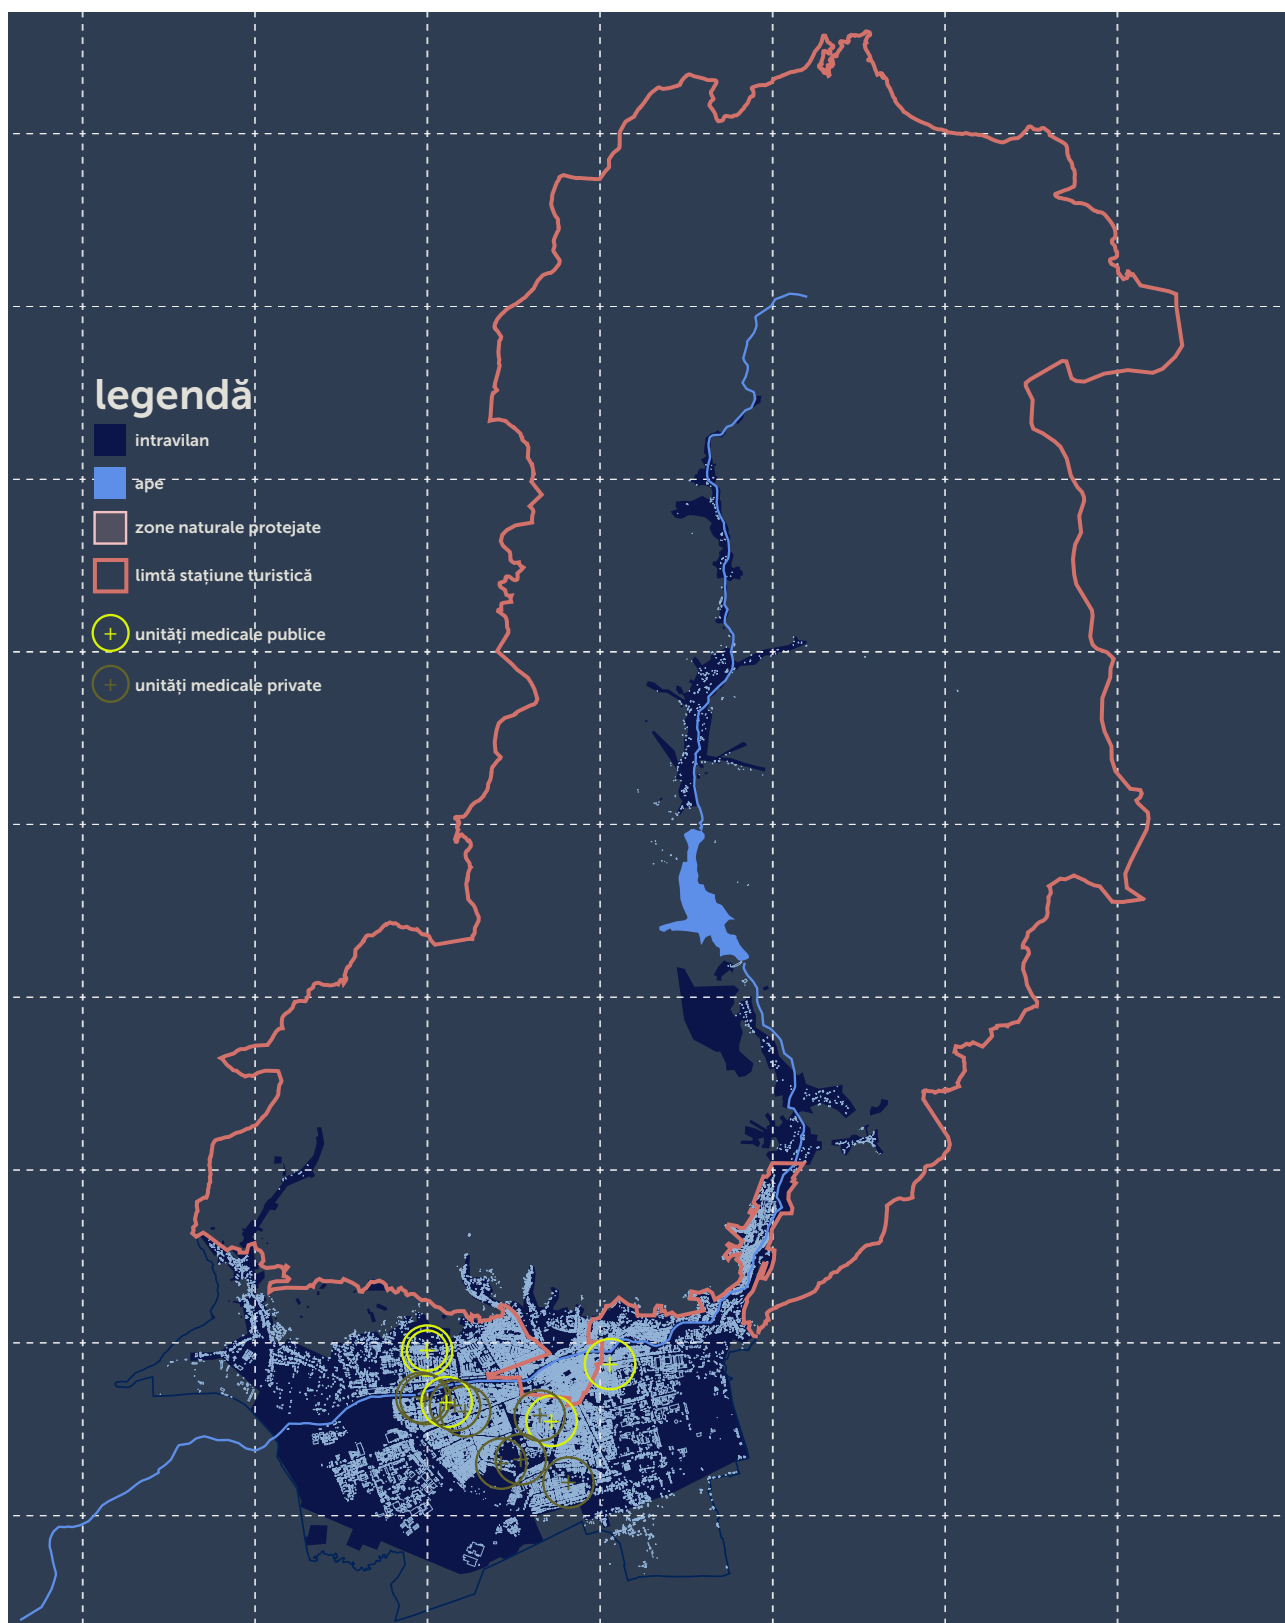 legendă
intravilan
ape
zone naturale protejate
limtă stațiune turistică
unități medicale publice
unități medicale private